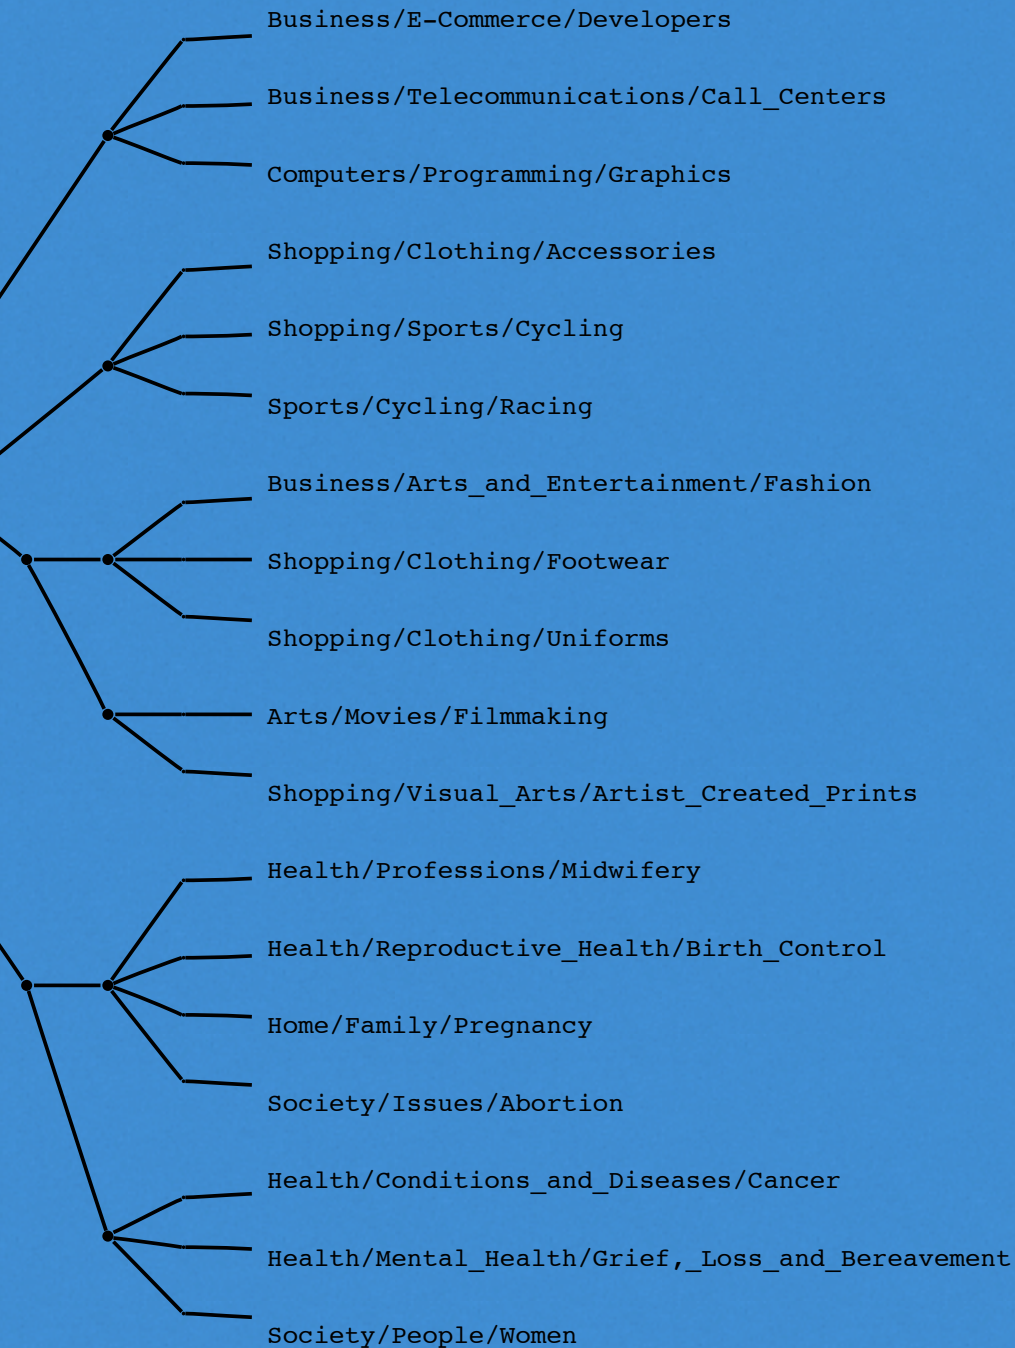 Business/E-Commerce/Developers
Business/Telecommunications/Call_Centers
Computers/Programming/Graphics
Shopping/Clothing/Accessories
Shopping/Sports/Cycling
Sports/Cycling/Racing
Business/Arts_and_Entertainment/Fashion
Shopping/Clothing/Footwear
Shopping/Clothing/Uniforms
Arts/Movies/Filmmaking
Shopping/Visual_Arts/Artist_Created_Prints
Health/Professions/Midwifery
Health/Reproductive_Health/Birth_Control
Home/Family/Pregnancy
Society/Issues/Abortion
Health/Conditions_and_Diseases/Cancer
Health/Mental_Health/Grief,_Loss_and_Bereavement
Society/People/Women